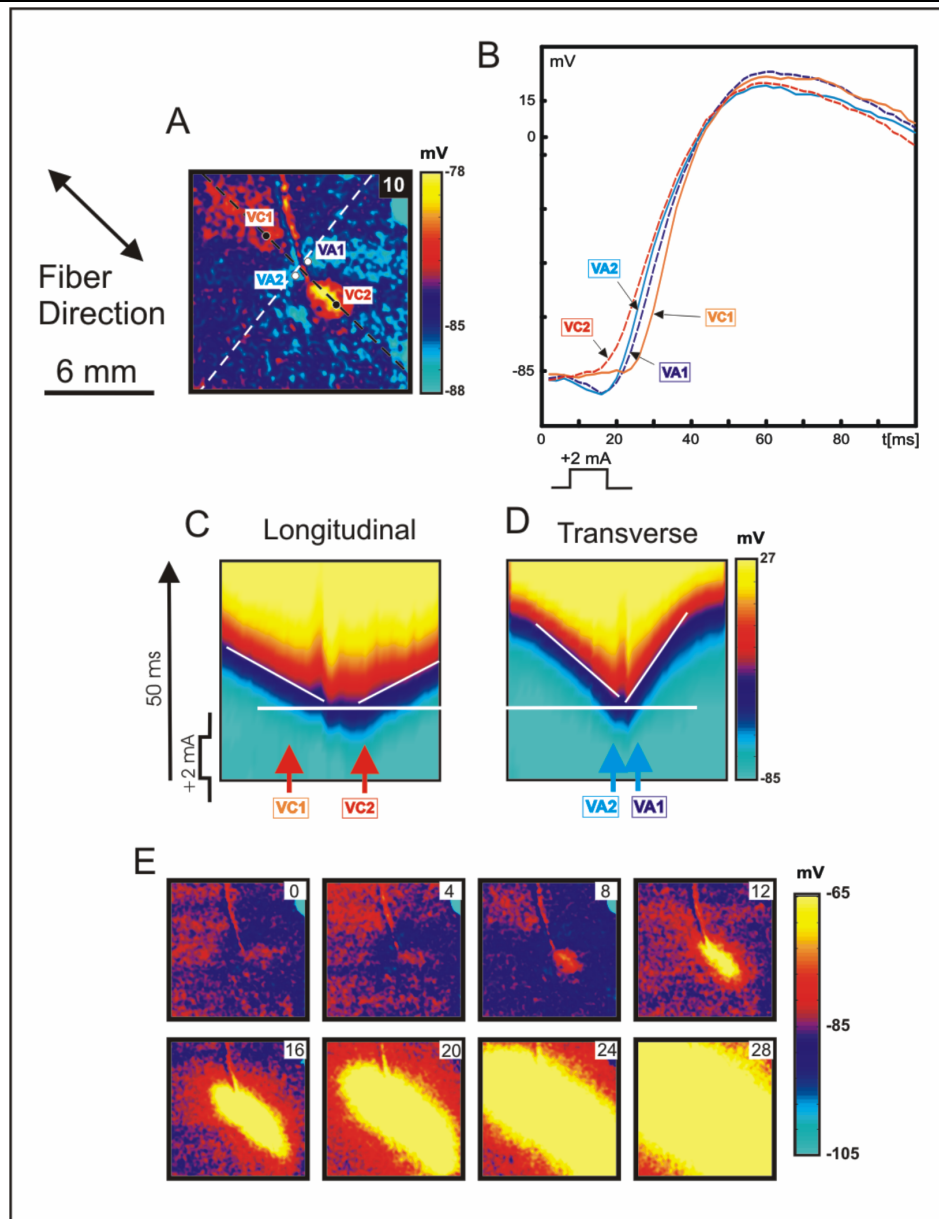 A
mV
-78
-85
-88
10
VC1
VA1
VA2
VC2
Fiber
Direction
6 mm
B
mV
15
0
-85
VA2
VC2
VC1
VA1
0
20
40
60
80
t[ms]
+2 mA
C
Longitudinal
50 ms
+2 mA
VC1
VC2
D
Transverse
VA2
VA1
mV
27
-85
E
0
4
8
12
16
20
24
28
mV
-65
-85
-105